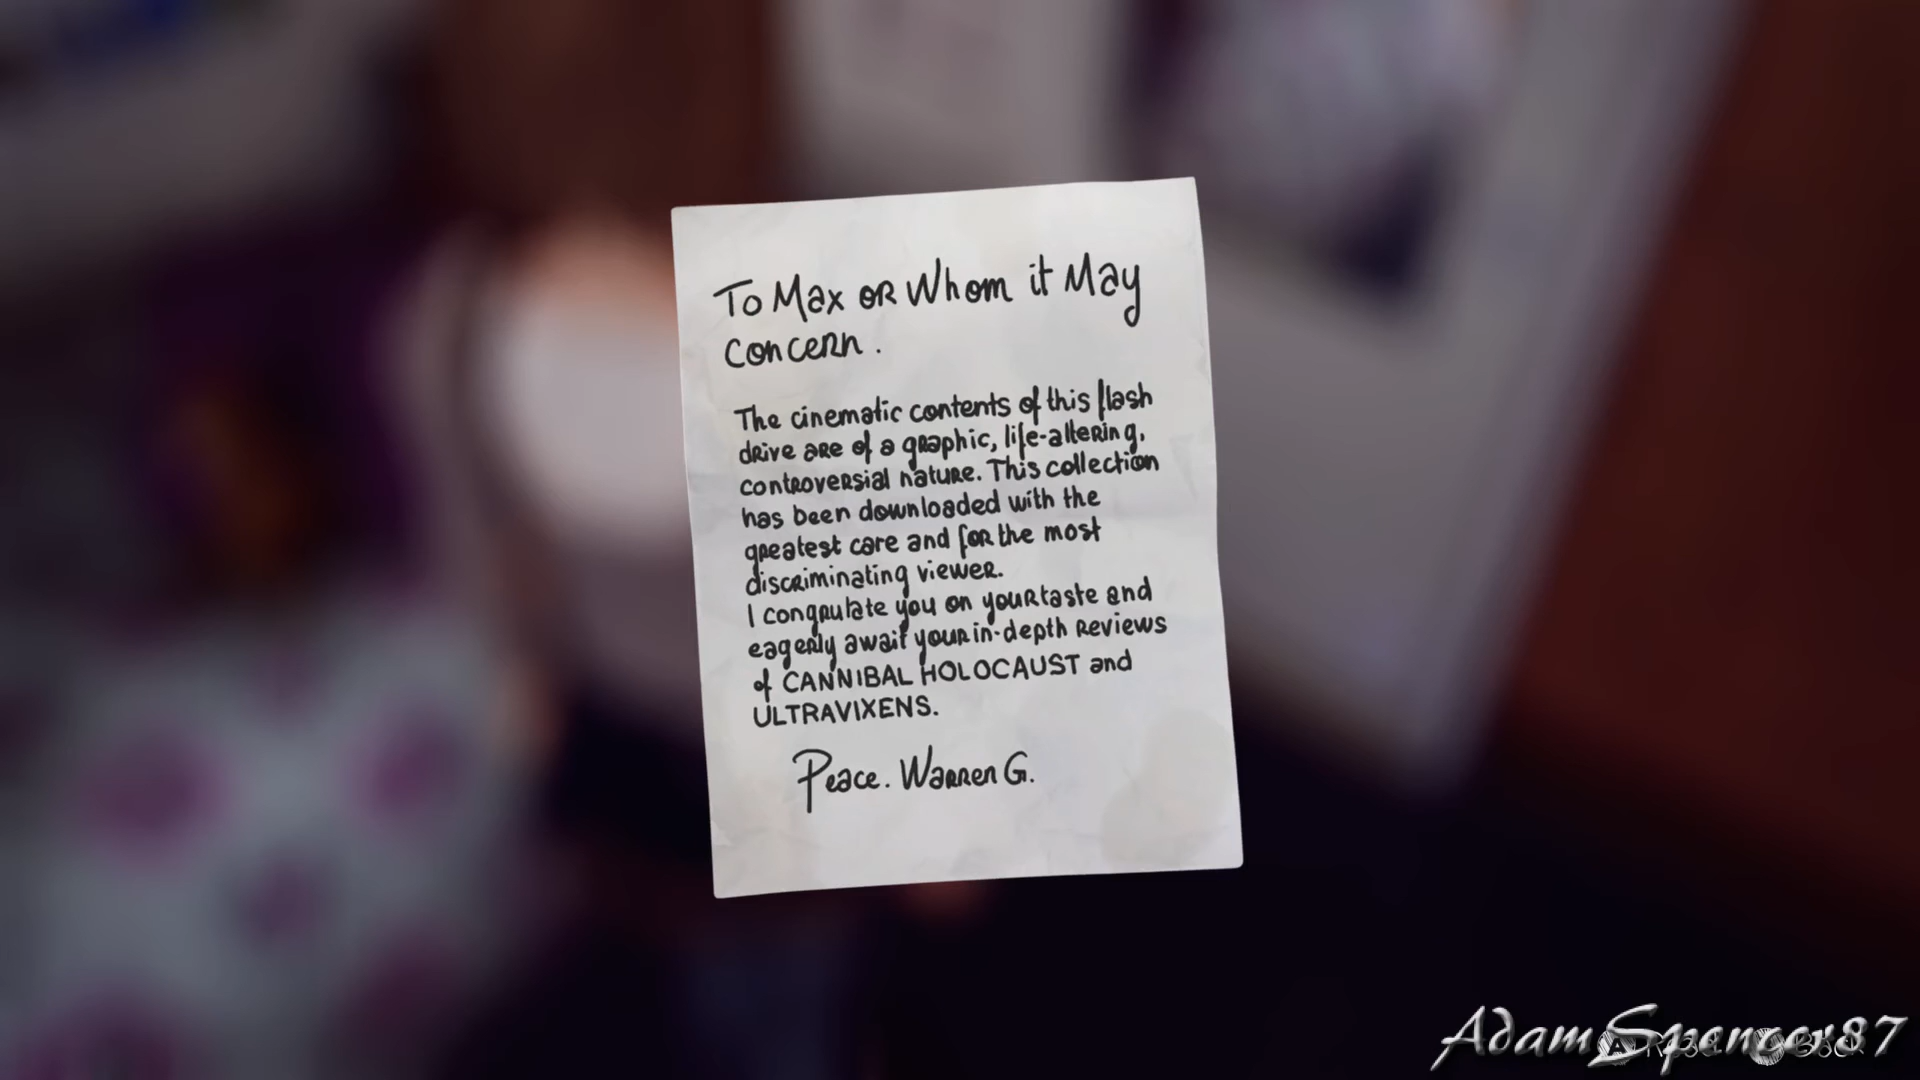 To Max or Whom it May
concern.
The cinematic contents of this flash
drive are of a graphic, life-altering,
controversial nature. This collection
has been downloaded with the
greatest care and for the most
discriminating viewer.
I congrulate you on your taste and
eagerly await your in-depth reviews
of CANNIBAL HOLOCAUST and
ULTRAVIXENS.
Peace. Warren G.
AdamSpencer87